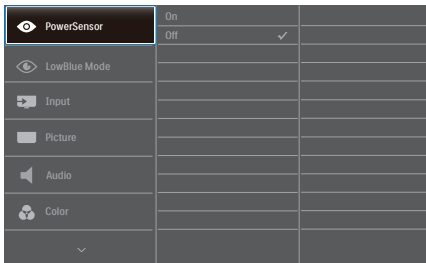 PowerSensor
On
Off
LowBlue Mode
Input
Picture
Audio
Color